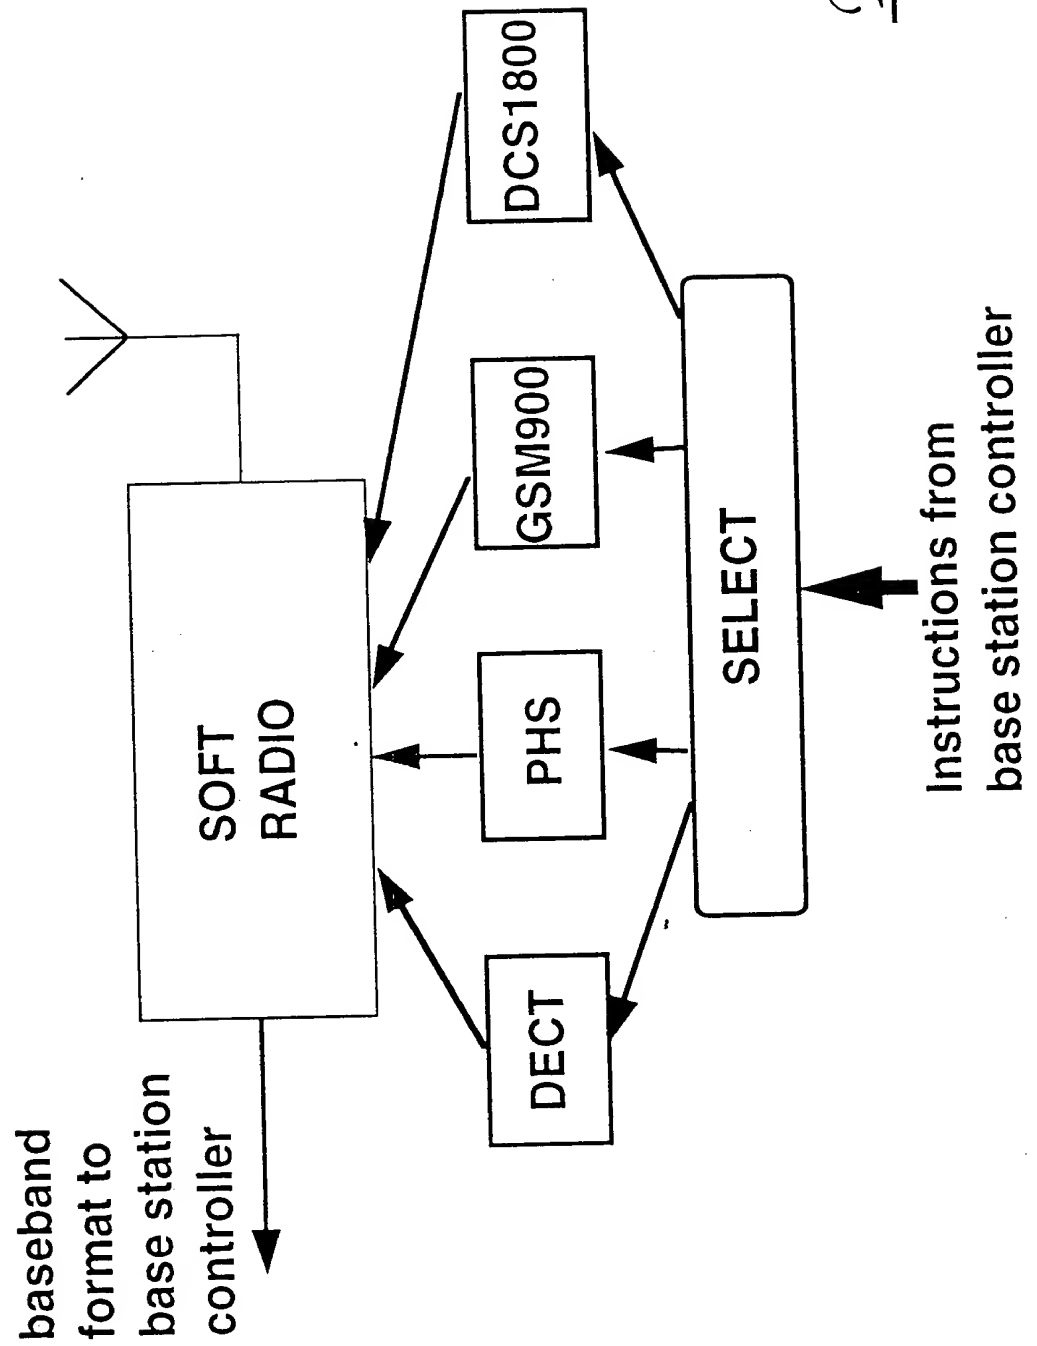 baseband
format to
base station
controller
SOFT
RADIO
DECT
PHS
GSM900
DCS1800
SELECT
Instructions from
base station controller